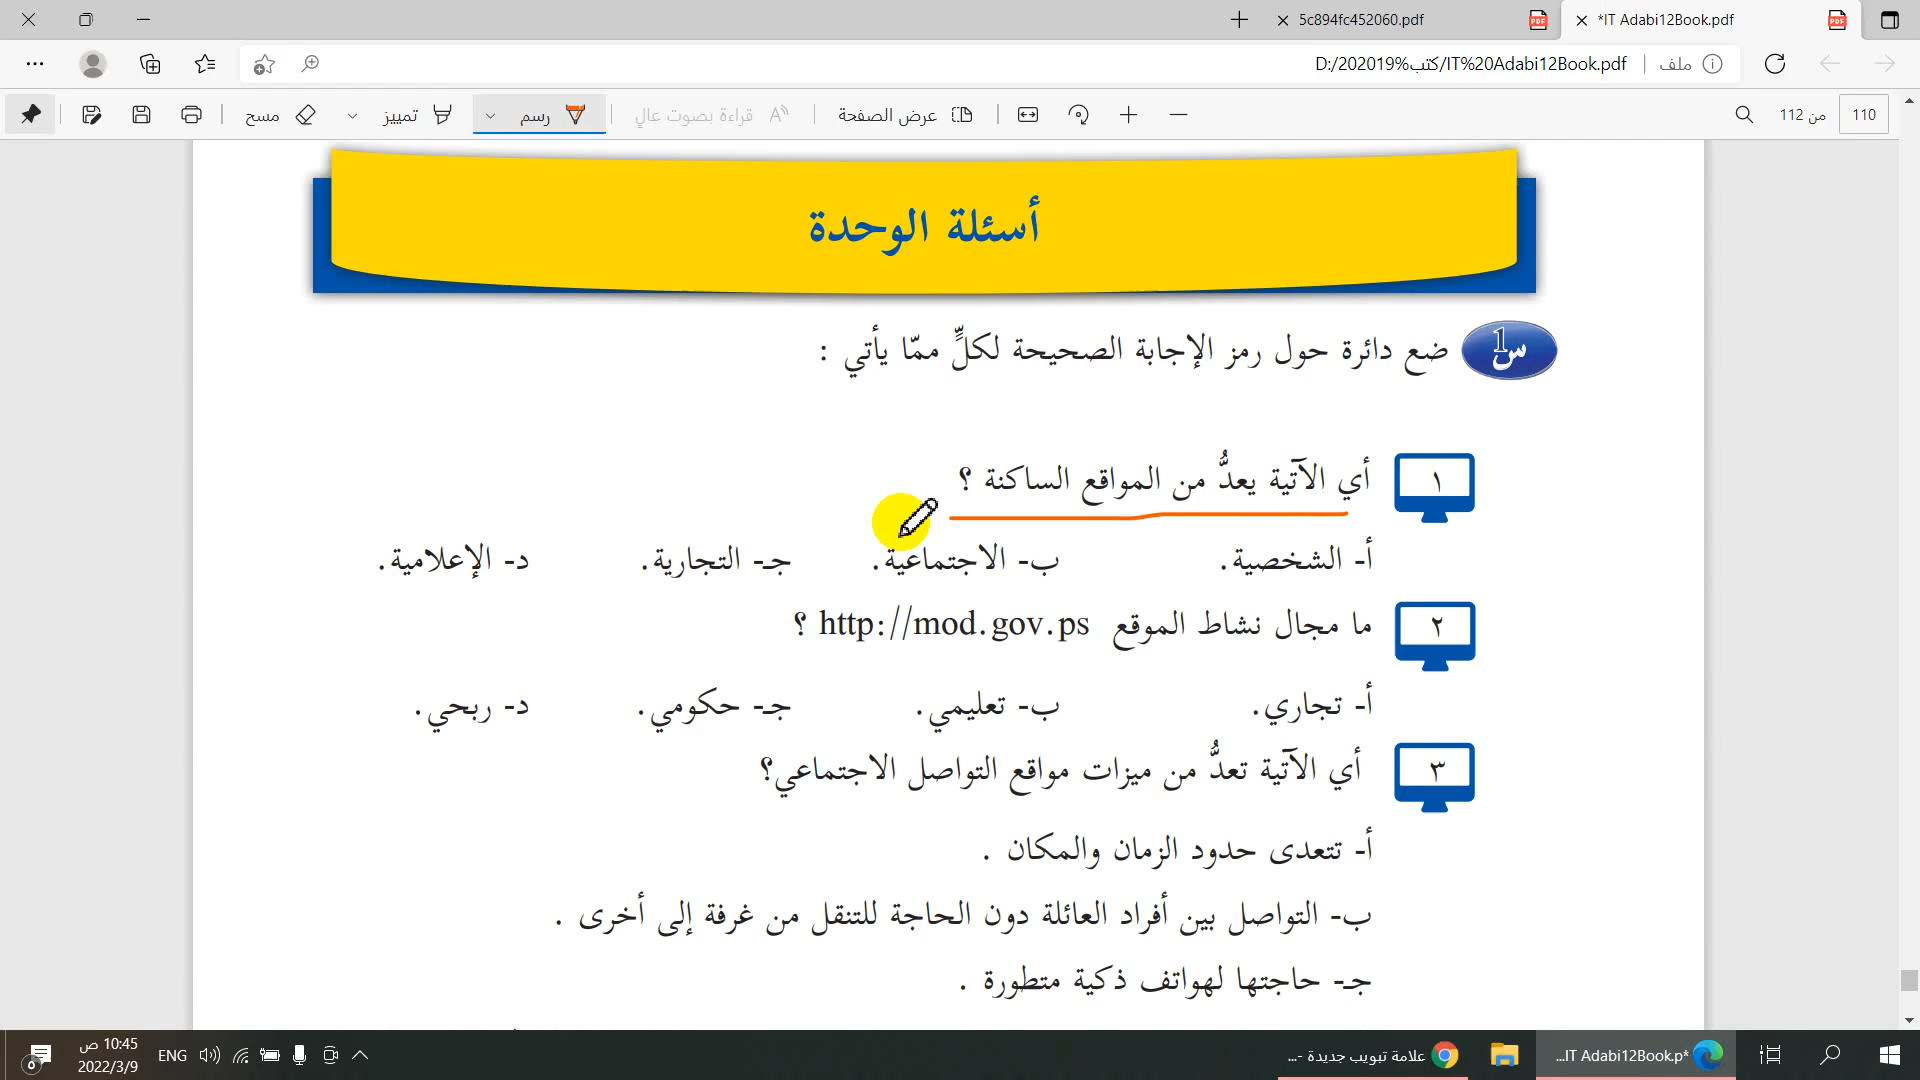 5c894fc452060.pdf
*IT Adabi12Book.pdf
D:/202019%كتب/IT%20Adabi12Book.pdf
ملف
مسح
تمييز
رسم
قراءة بصوت عالٍ
عرض الصفحة
من 112
110
أسئلة الوحدة
س1 ضع دائرة حول رمز الإجابة الصحيحة لكلٍّ ممّا يأتي :
١ أي الآتية يعدُّ من المواقع الساكنة ؟
أ- الشخصية. ب- الاجتماعية. جـ- التجارية. د- الإعلامية.
٢ ما مجال نشاط الموقع http://mod.gov.ps ؟
أ- تجاري. ب- تعليمي. جـ- حكومي. د- ربحي.
٣ أي الآتية تعدُّ من ميزات مواقع التواصل الاجتماعي؟
أ- تتعدى حدود الزمان والمكان .
ب- التواصل بين أفراد العائلة دون الحاجة للتنقل من غرفة إلى أخرى .
جـ- حاجتها لهواتف ذكية متطورة .
6
10:45 ص
2022/3/9
ENG
علامة تبويب جديدة -...
*IT Adabi12Book.p...